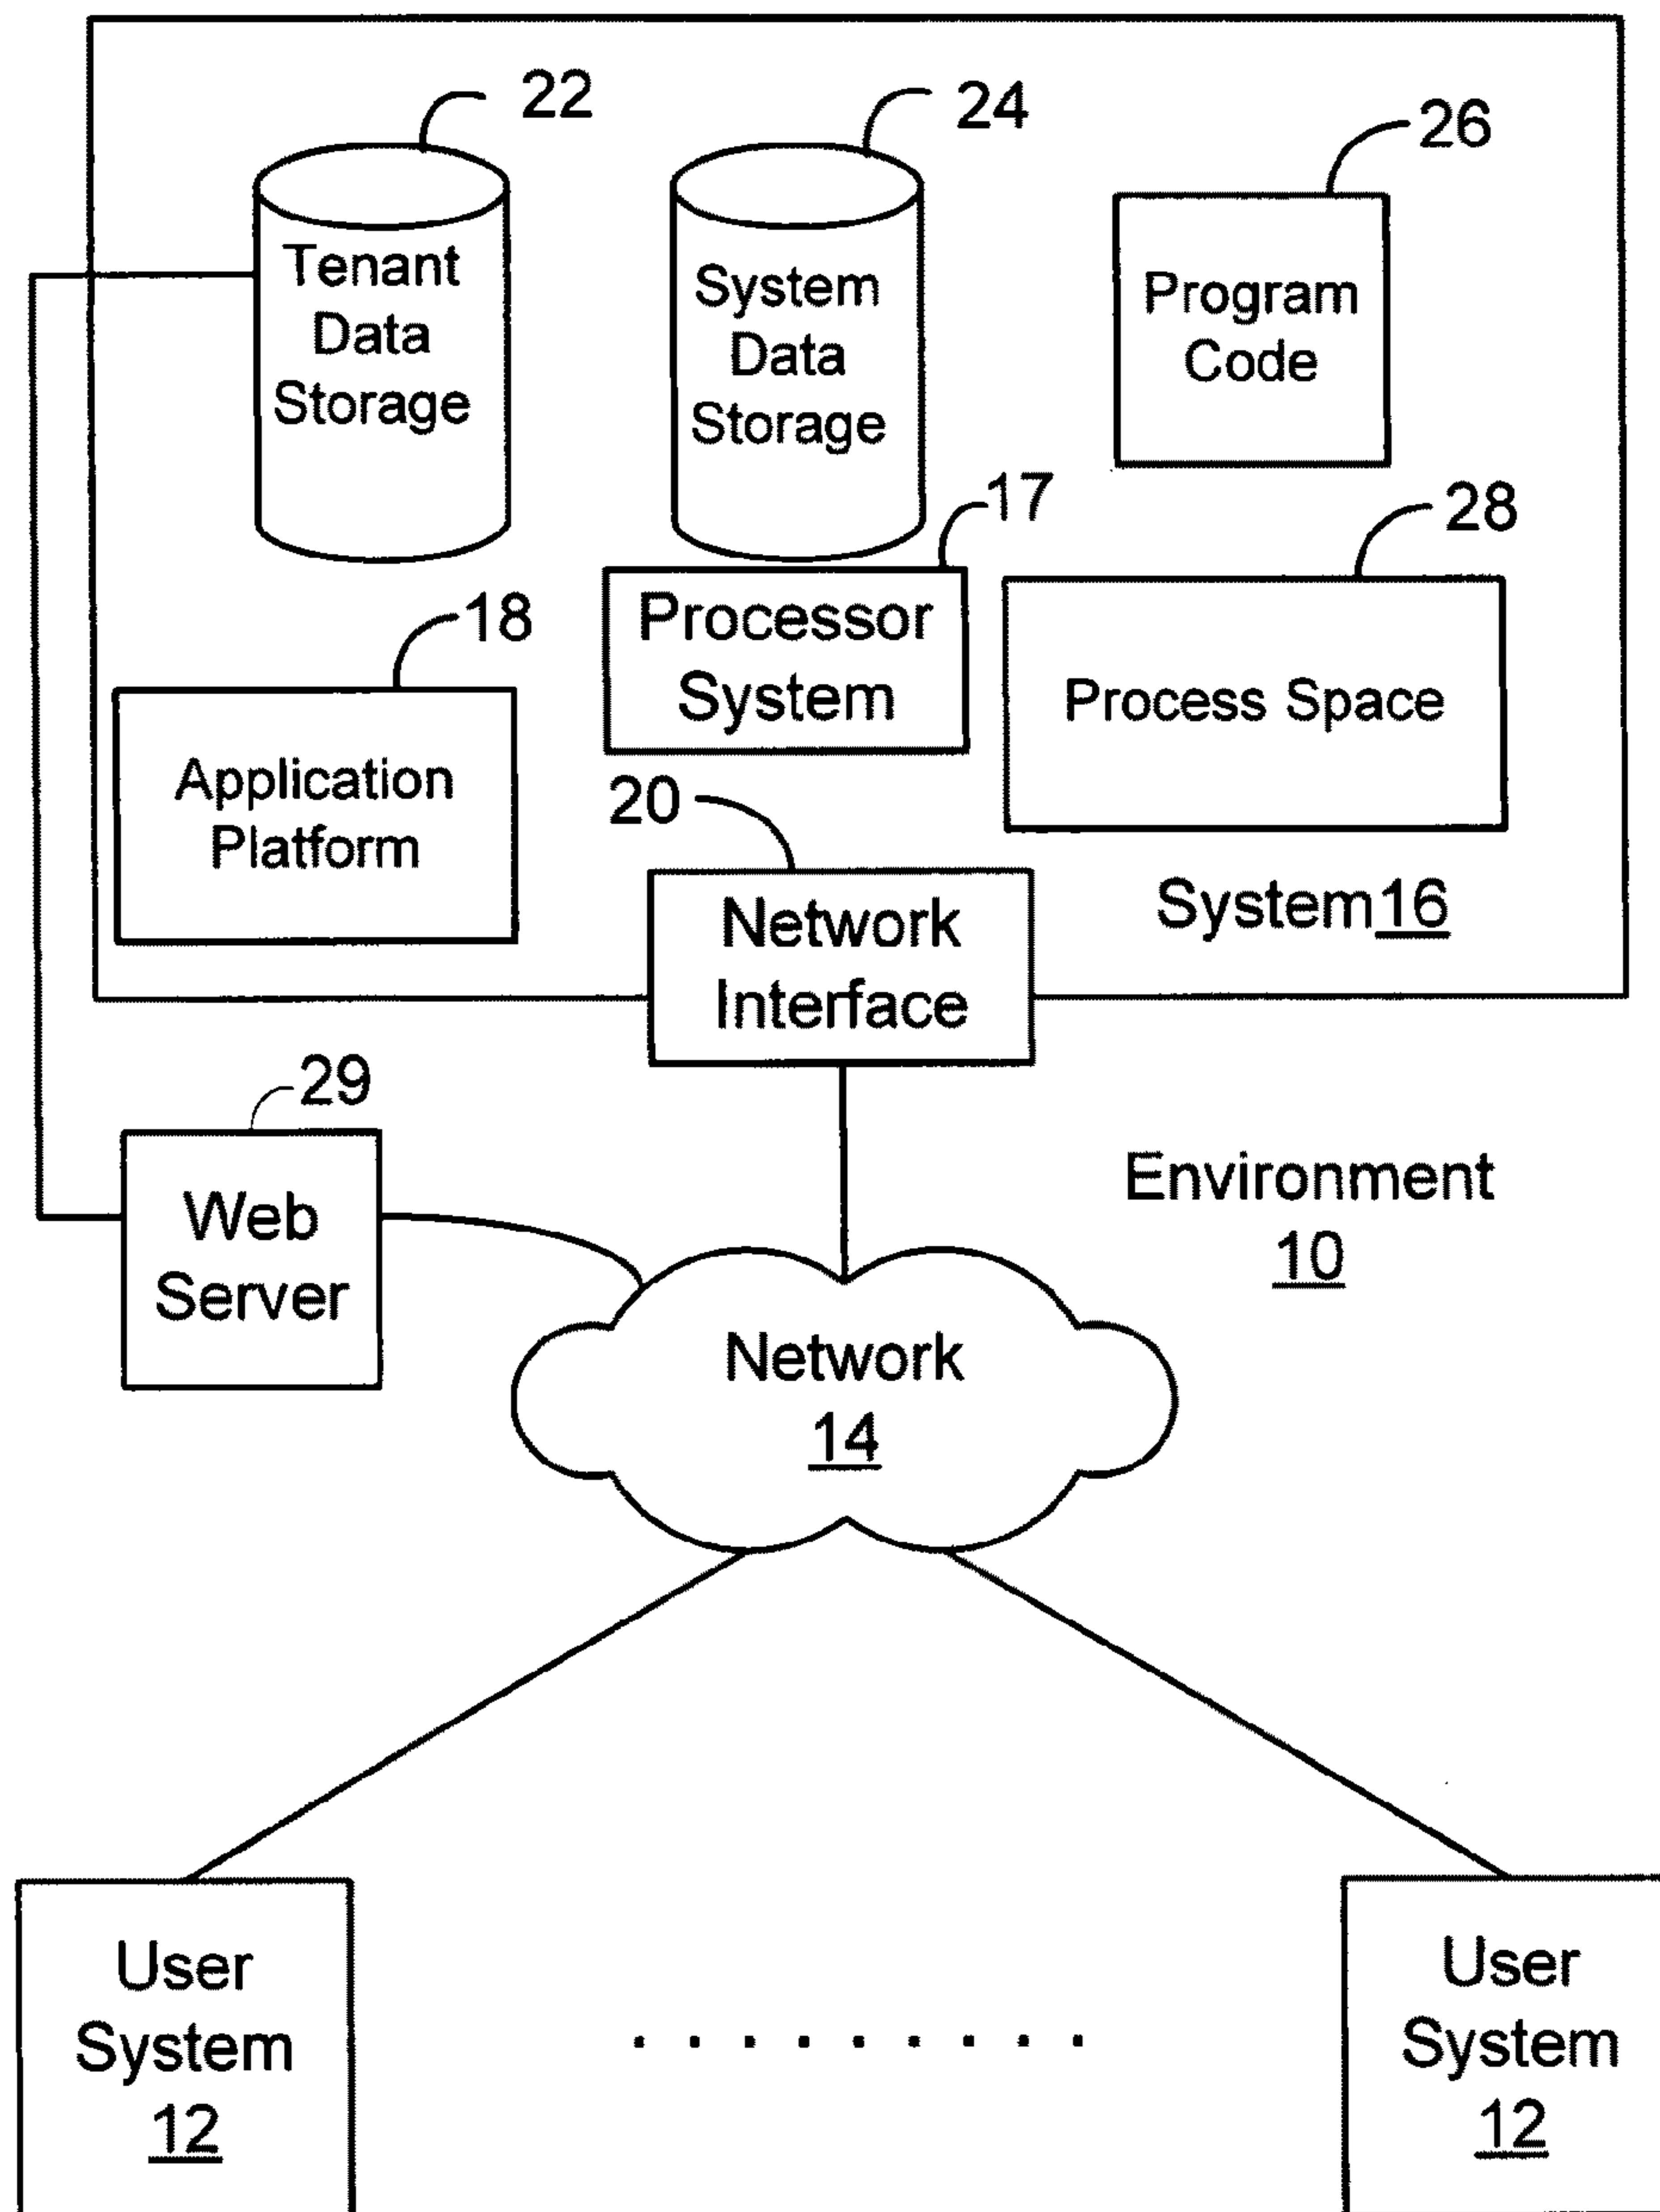 22
24
26
Tenant
Data
Storage
System
Data
Storage
Program
Code
17
28
18
Processor
System
Process Space
Application
Platform
20
Network
Interface
System16
29
Web
Server
Environment
10
Network
14
User
System
12
User
System
12